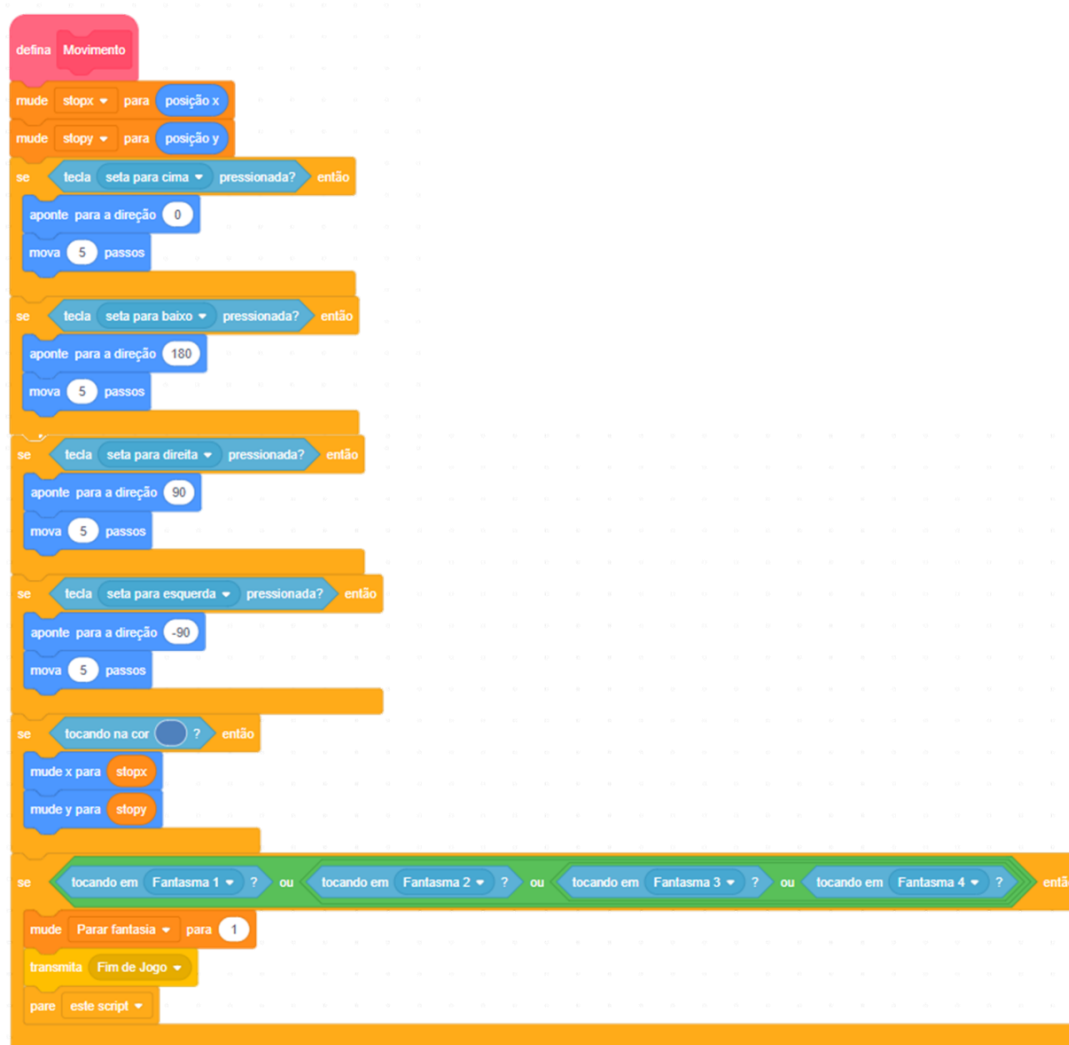 defina Movimento
mude stopx para posição x
mude stopy para posição y
se tecla seta para cima pressionada? então
aponte para a direção 0
mova 5 passos
se tecla seta para baixo pressionada? então
aponte para a direção 180
mova 5 passos
se tecla seta para direita pressionada? então
aponte para a direção 90
mova 5 passos
se tecla seta para esquerda pressionada? então
aponte para a direção -90
mova 5 passos
se tocando na cor ? então
mude x para stopx
mude y para stopy
se tocando em Fantasma 1 ? ou tocando em Fantasma 2 ? ou tocando em Fantasma 3 ? ou tocando em Fantasma 4 ? entã
mude Parar fantasia para 1
transmita Fim de Jogo
pare este script